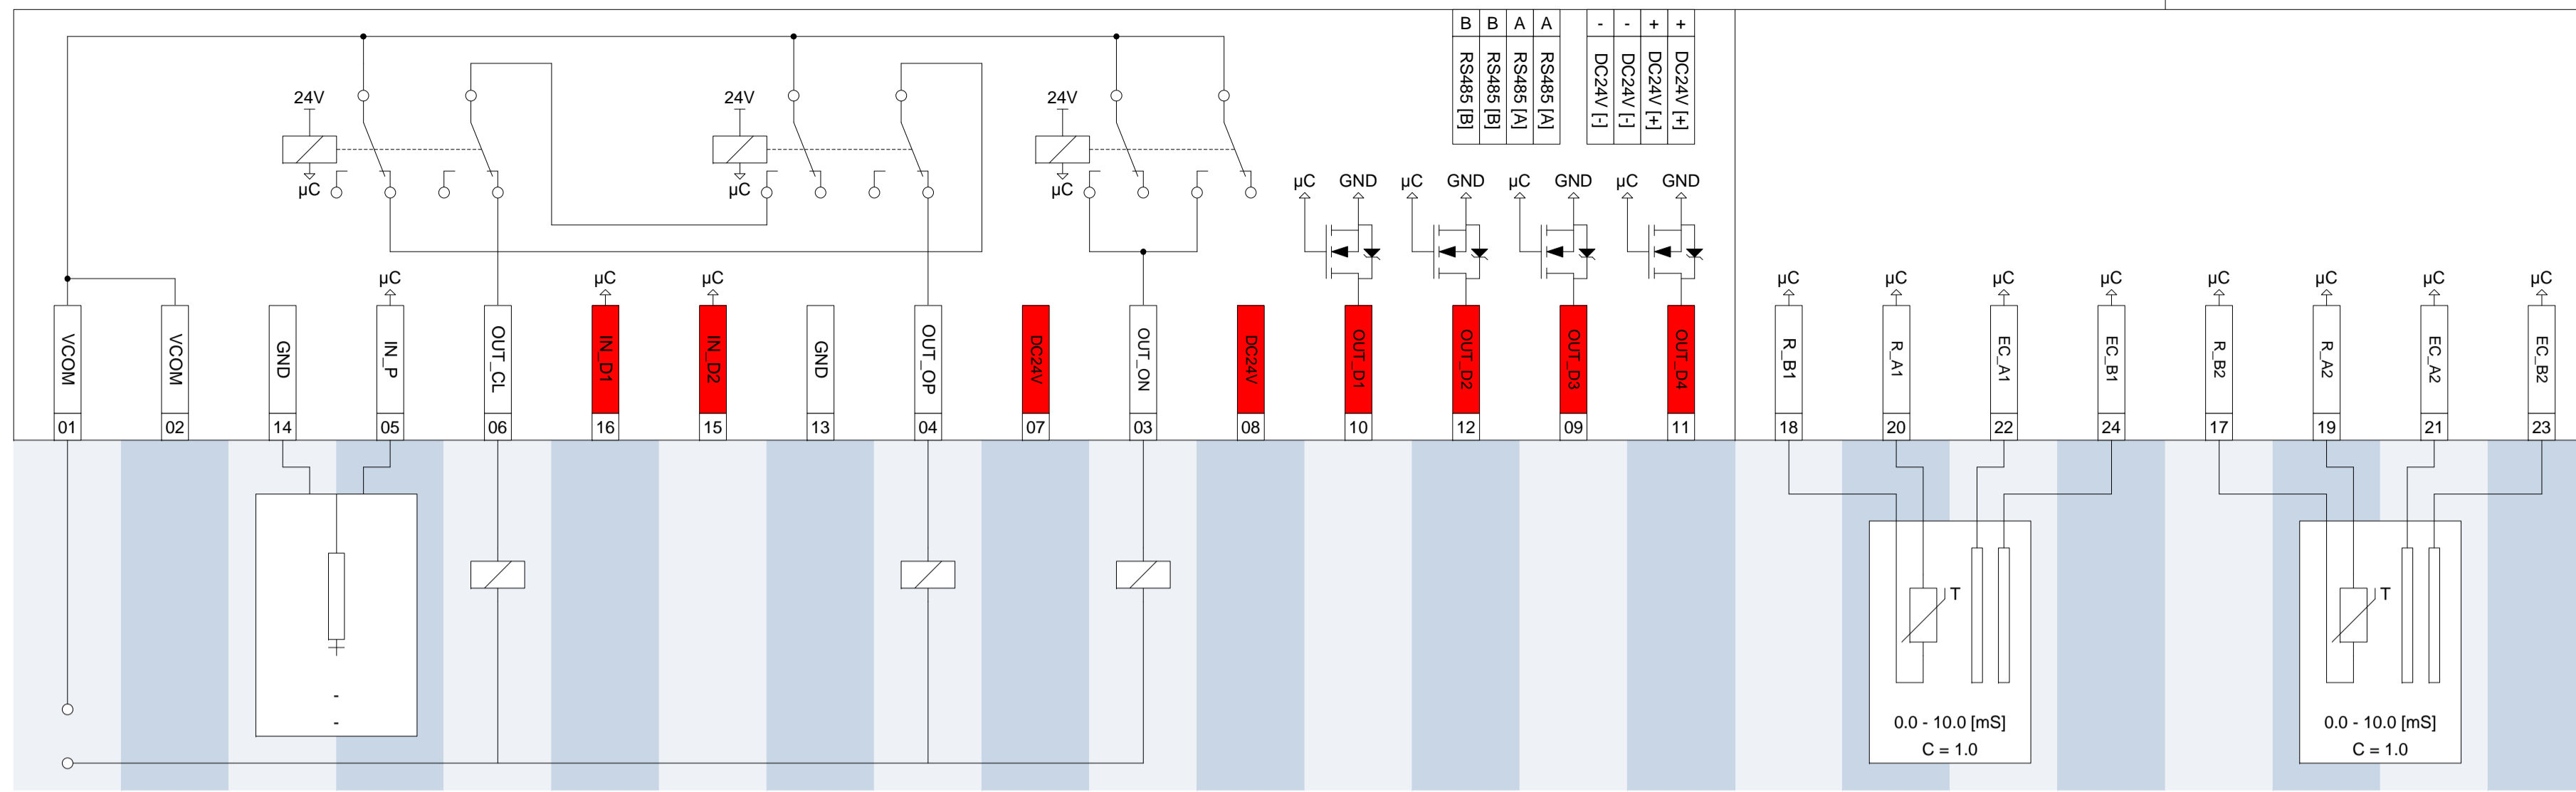 B B A A - - + +
RS485 [B] RS485 [B] RS485 [A] RS485 [A] DC24V [-] DC24V [-] DC24V [+] DC24V [+]
24V 24V 24V
µC µC µC
µC GND µC GND µC GND µC GND
µC µC µC µC µC µC µC µC µC µC µC
VCOM VCOM GND IN_P OUT_CL IN_D1 IN_D2 GND OUT_OP DC24V OUT_ON DC24V OUT_D1 OUT_D2 OUT_D3 OUT_D4 R_B1 R_A1 EC_A1 EC_B1 R_B2 R_A2 EC_A2 EC_B2
01 02 14 05 06 16 15 13 04 07 03 08 10 12 09 11 18 20 22 24 17 19 21 23
T T
-
0.0 - 10.0 [mS] 0.0 - 10.0 [mS]
-
C = 1.0 C = 1.0